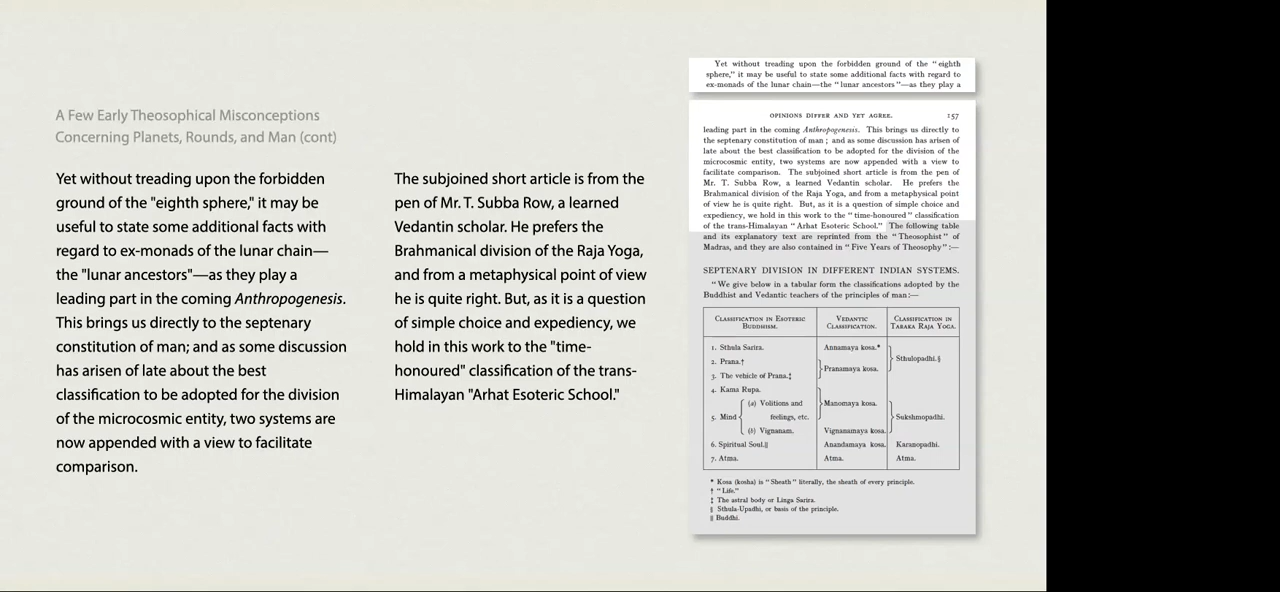 A Few Early Theosophical Misconceptions
Concerning Planets, Rounds, and Man (cont)
Yet without treading upon the forbidden
ground of the "eighth sphere," it may be
useful to state some additional facts with
regard to ex-monads of the lunar chain—
the "lunar ancestors"—as they play a
leading part in the coming Anthropogenesis.
This brings us directly to the septenary
constitution of man; and as some discussion
has arisen of late about the best
classification to be adopted for the division
of the microcosmic entity, two systems are
now appended with a view to facilitate
comparison.
The subjoined short article is from the
pen of Mr. T. Subba Row, a learned
Vedantin scholar. He prefers the
Brahmanical division of the Raja Yoga,
and from a metaphysical point of view
he is quite right. But, as it is a question
of simple choice and expediency, we
hold in this work to the "time-
honoured" classification of the trans-
Himalayan "Arhat Esoteric School."
Yet without treading upon the forbidden ground of the "eighth
sphere," it may be useful to state some additional facts with regard to
ex-monads of the lunar chain—the "lunar ancestors"—as they play a
OPINIONS DIFFER AND YET AGREE. 157
leading part in the coming Anthropogenesis. This brings us directly to
the septenary constitution of man; and as some discussion has arisen of
late about the best classification to be adopted for the division of the
microcosmic entity, two systems are now appended with a view to
facilitate comparison. The subjoined short article is from the pen of
Mr. T. Subba Row, a learned Vedantin scholar. He prefers the
Brahmanical division of the Raja Yoga, and from a metaphysical point
of view he is quite right. But, as it is a question of simple choice and
expediency, we hold in this work to the "time-honoured" classification
of the trans-Himalayan "Arhat Esoteric School." The following table
and its explanatory text are reprinted from the "Theosophist" of
Madras, and they are also contained in "Five Years of Theosophy":—
SEPTENARY DIVISION IN DIFFERENT INDIAN SYSTEMS.
"We give below in a tabular form the classifications adopted by the
Buddhist and Vedantic teachers of the principles of man:—
Classification in Esoteric Buddhism. Vedantic Classification. Classification in Taraka Raja Yoga.
1. Sthula Sarira. Annamaya kosa.*
2. Prana.†
Sthulopadhi.§
3. The vehicle of Prana.‡ Pranamaya kosa.
4. Kama Rupa.
5. Mind (a) Volitions and feelings, etc. Manomaya kosa. Sukshmopadhi.
(b) Vignanam. Vignanamaya kosa.
6. Spiritual Soul.‖ Anandamaya kosa. Karanopadhi.
7. Atma. Atma. Atma.
* Kosa (kosha) is "Sheath" literally, the sheath of every principle.
† "Life."
‡ The astral body or Linga Sarira.
§ Sthula-Upadhi, or basis of the principle.
‖ Buddhi.